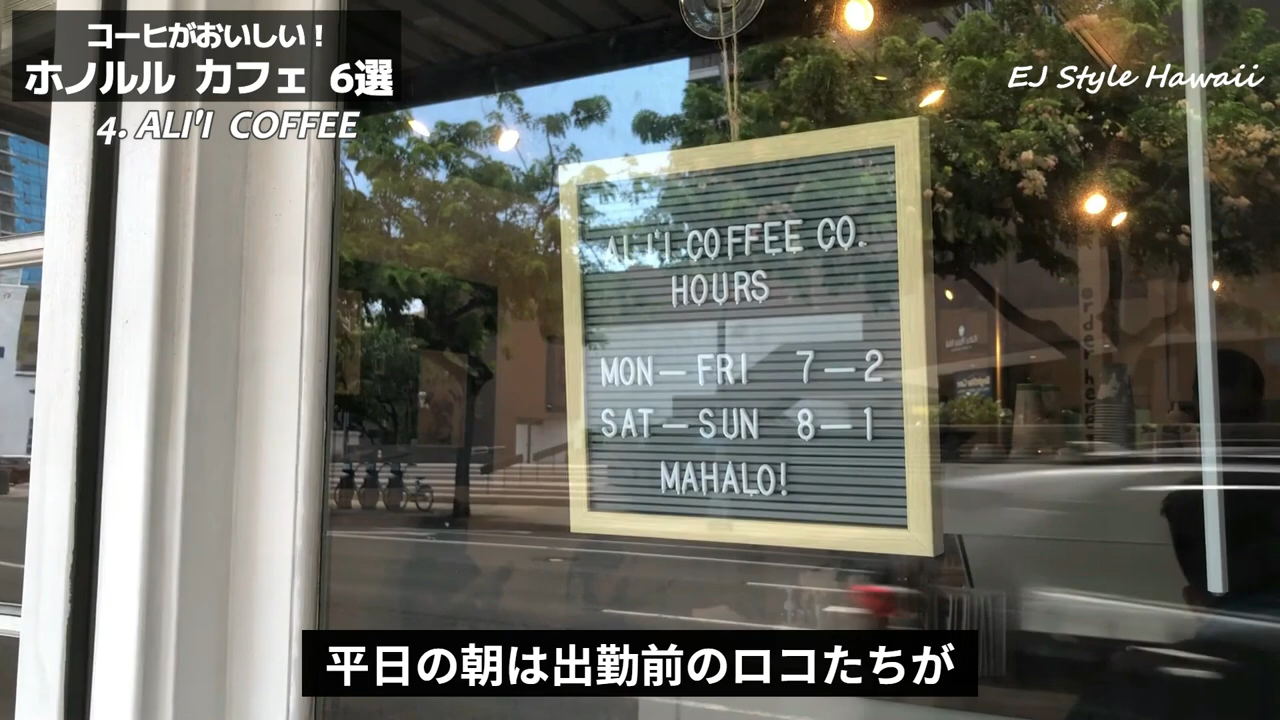 コーヒがおいしい！
ホノルル カフェ 6選
4. ALI'I COFFEE
EJ Style Hawaii
ALI'I COFFEE CO.
HOURS
MON—FRI 7—2
SAT—SUN 8—1
MAHALO!
平日の朝は出勤前のロコたちが